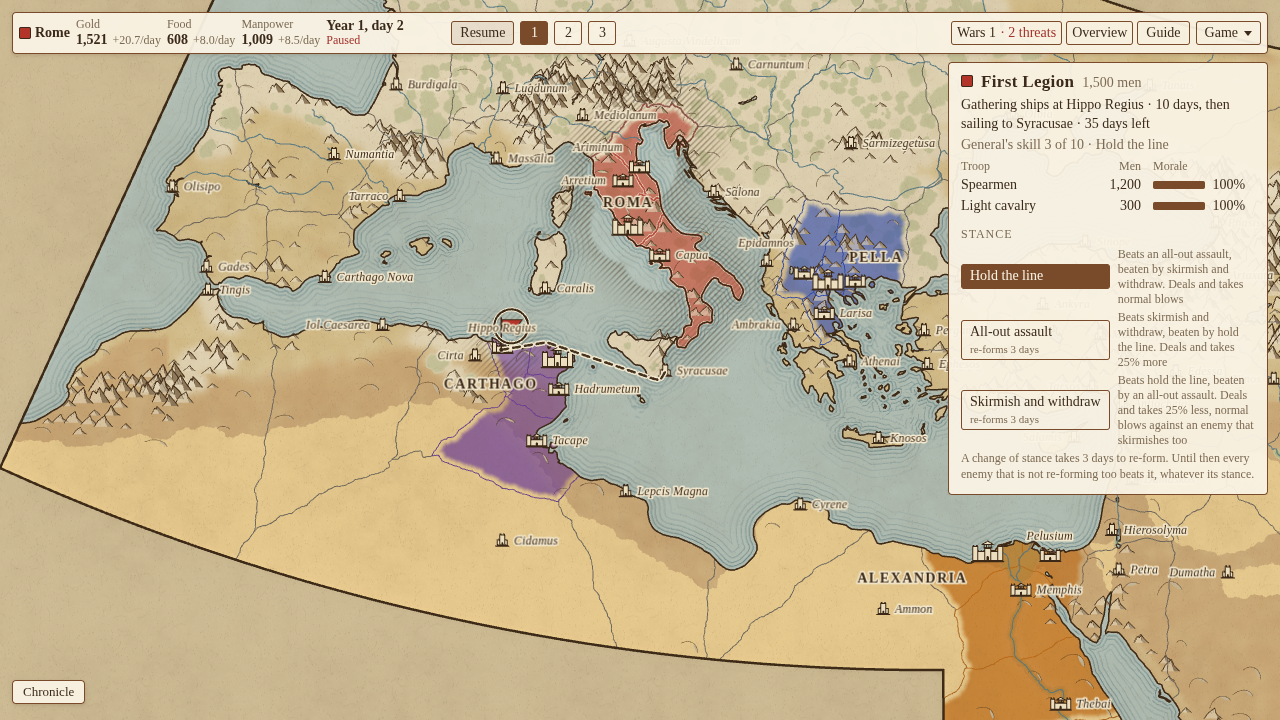 Rome
Gold
1,521 +20.7/day
Food
608 +8.0/day
Manpower
1,009 +8.5/day
Year 1, day 2
Paused
Resume
1
2
3
Wars 1 · 2 threats
Overview
Guide
Game
First Legion 1,500 men
Gathering ships at Hippo Regius · 10 days, then
sailing to Syracusae · 35 days left
General's skill 3 of 10 · Hold the line
Troop Men Morale
Spearmen 1,200 100%
Light cavalry 300 100%
STANCE
Hold the line
Beats an all-out assault,
beaten by skirmish and
withdraw. Deals and takes
normal blows
All-out assault
re-forms 3 days
Beats skirmish and
withdraw, beaten by hold
the line. Deals and takes
25% more
Skirmish and withdraw
re-forms 3 days
Beats hold the line, beaten
by an all-out assault. Deals
and takes 25% less, normal
blows against an enemy that
skirmishes too
A change of stance takes 3 days to re-form. Until then every
enemy that is not re-forming too beats it, whatever its stance.
Carnuntum
Burdigala
Lugdunum
Mediolanum
Sarmizegetusa
Ariminum
Numantia
Massalia
Arretium
Olisipo
Tarraco
ROMA
Salona
Epidamnos
PELLA
Capua
Gades
Carthago Nova
Tingis
Caralis
Larisa
Iol Caesarea
Hippo Regius
Ambrakia
Cirta
Syracusae
Athenai
CARTHAGO
Hadrumetum
Tacape
Knosos
Lepcis Magna
Cyrene
Cidamus
Pelusium
Hierosolyma
ALEXANDRIA
Petra
Dumatha
Memphis
Ammon
Thebai
Chronicle